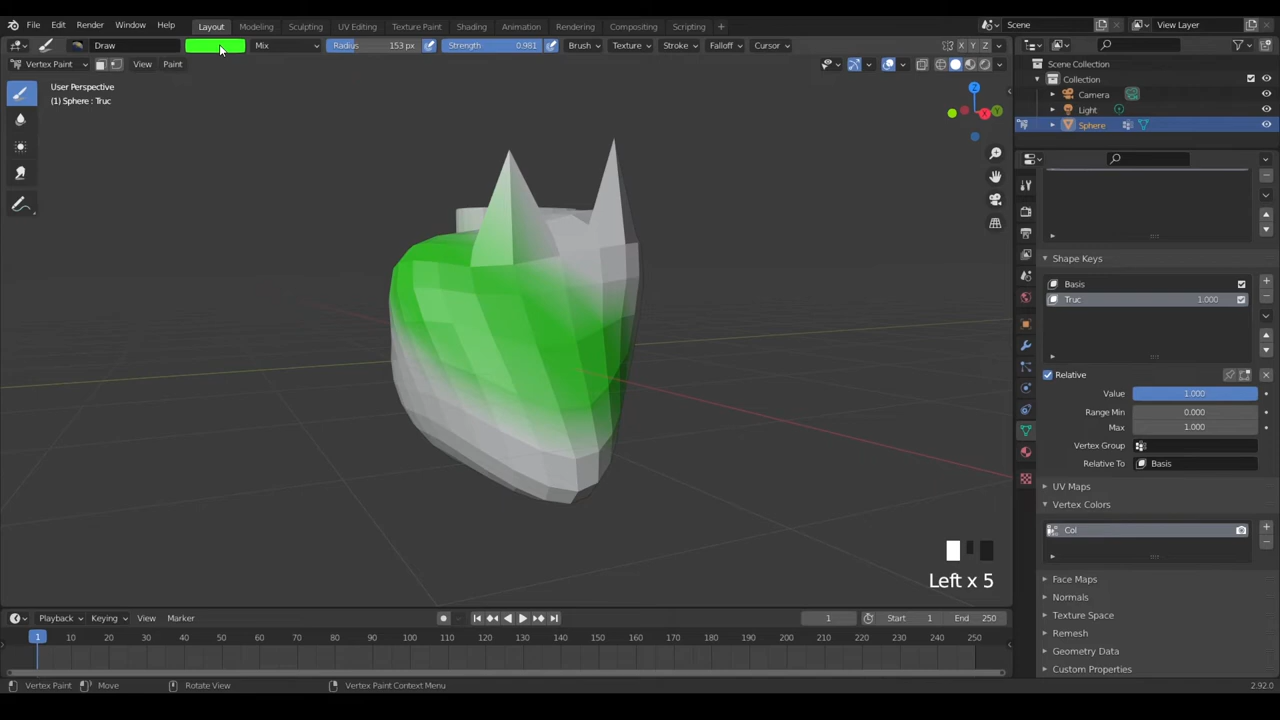 File Edit Render Window Help Layout Modeling Sculpting UV Editing Texture Paint Shading Animation Rendering Compositing Scripting + Scene View Layer
Draw Mix Radius 153 px Strength 0.981 Brush Texture Stroke Falloff Cursor X Y Z
Vertex Paint View Paint
User Perspective
(1) Sphere : Truc
Z
X Y
Scene Collection
Collection
Camera
Light
Sphere
Shape Keys
Basis
Truc 1.000
Relative
Value 1.000
Range Min 0.000
Max 1.000
Vertex Group
Relative To Basis
UV Maps
Vertex Colors
Col
Face Maps
Normals
Texture Space
Remesh
Geometry Data
Custom Properties
Left x 5
Playback Keying View Marker 1 Start 1 End 250
1 10 20 30 40 50 60 70 80 90 100 110 120 130 140 150 160 170 180 190 200 210 220 230 240 250
Vertex Paint Move Rotate View Vertex Paint Context Menu 2.92.0